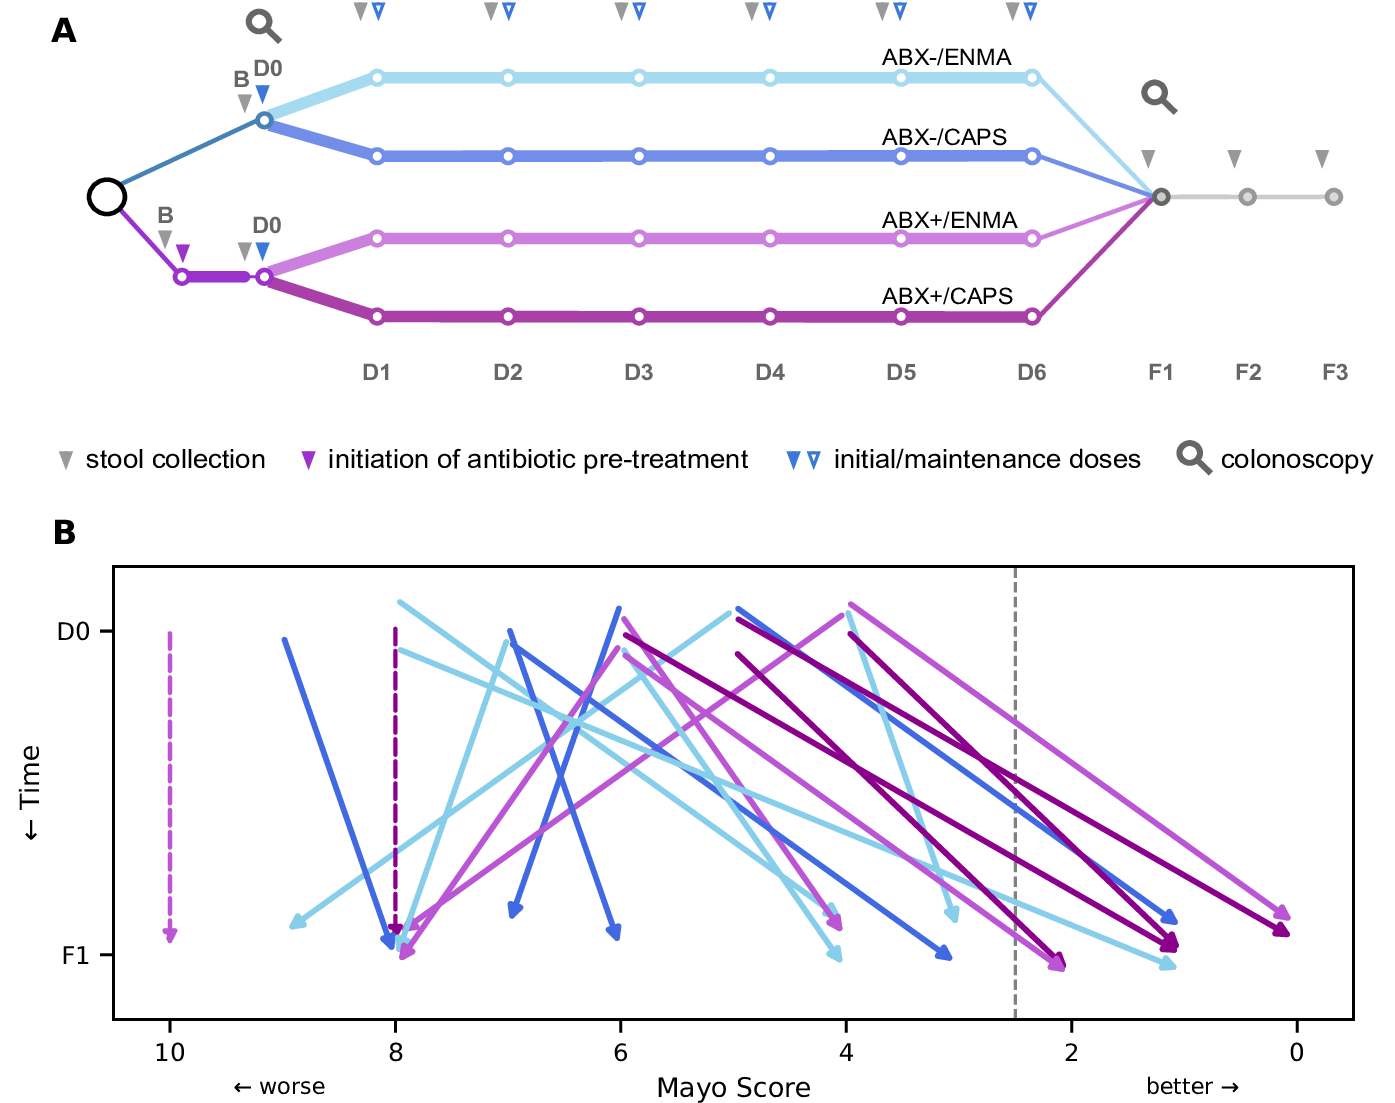 A
B D0
ABX-/ENMA
ABX-/CAPS
B
D0
ABX+/ENMA
ABX+/CAPS
D1 D2 D3 D4 D5 D6 F1 F2 F3
stool collection initiation of antibiotic pre-treatment initial/maintenance doses colonoscopy
B
D0
← Time
F1
10 8 6 4 2 0
← worse Mayo Score better →